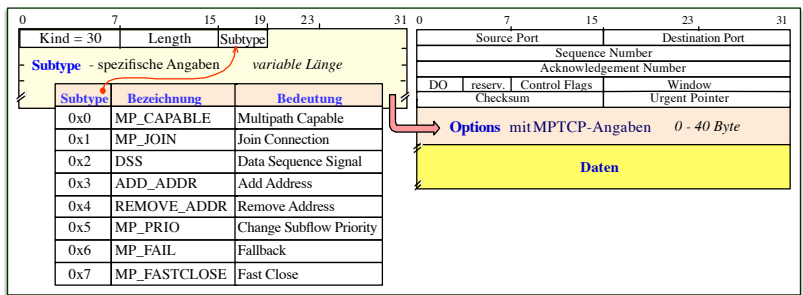 0 7 15 19 23 31
Kind = 30 Length Subtype
Subtype - spezifische Angaben variable Länge
Subtype Bezeichnung Bedeutung
0x0 MP_CAPABLE Multipath Capable
0x1 MP_JOIN Join Connection
0x2 DSS Data Sequence Signal
0x3 ADD_ADDR Add Address
0x4 REMOVE_ADDR Remove Address
0x5 MP_PRIO Change Subflow Priority
0x6 MP_FAIL Fallback
0x7 MP_FASTCLOSE Fast Close
0 7 15 23 31
Source Port Destination Port
Sequence Number
Acknowledgement Number
DO reserv. Control Flags Window
Checksum Urgent Pointer
Options mit MPTCP-Angaben 0 - 40 Byte
Daten